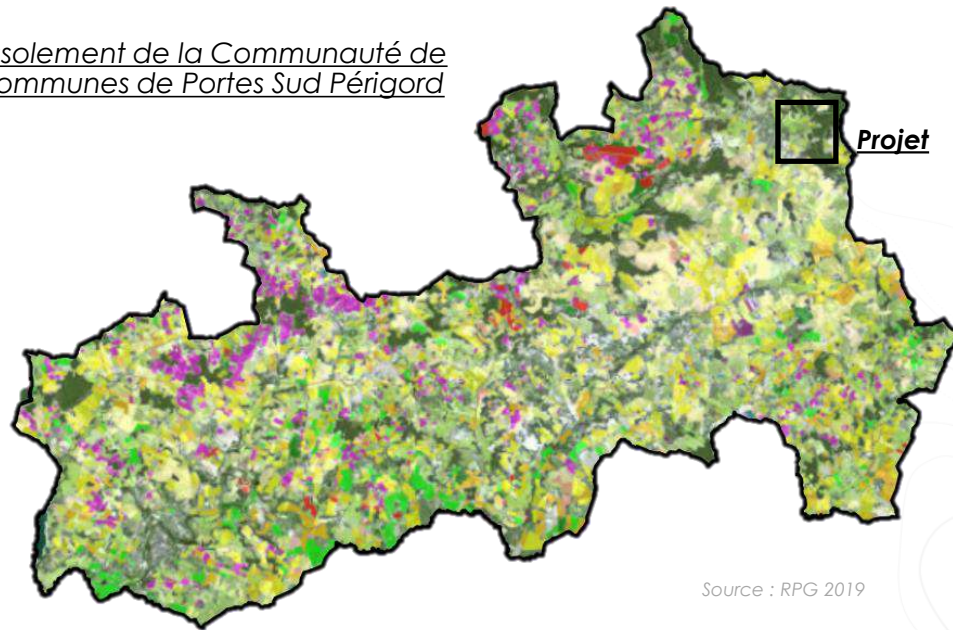 solement de la Communauté de
ommunes de Portes Sud Périgord
Projet
Source : RPG 2019